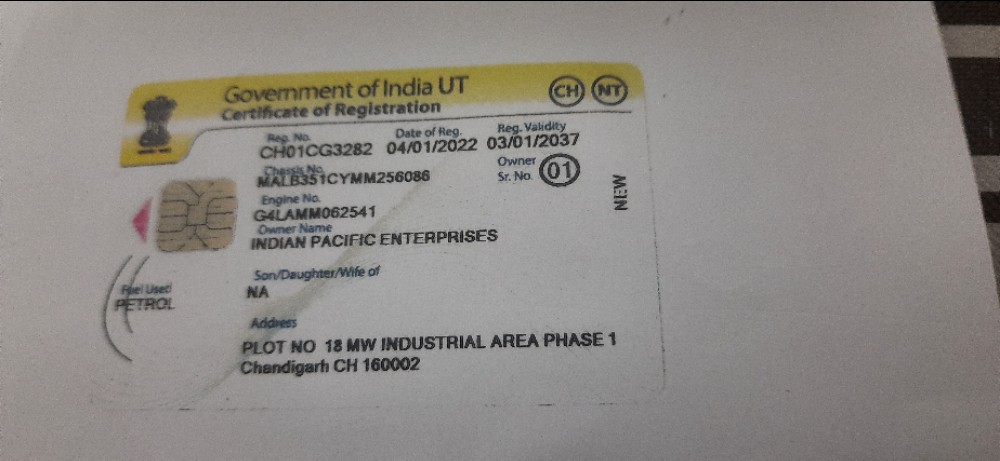 Government of India UT
CH NT
Certificate of Registration
Reg. No. Date of Reg. Reg. Validity
CH01CG3282 04/01/2022 03/01/2037
Chassis No. Owner
MALB351CYMM256086 Sr. No. 01
NEW
Engine No.
G4LAMM062541
Owner Name
INDIAN PACIFIC ENTERPRISES
Son/Daughter/Wife of
NA
Fuel Used
PETROL
Address
PLOT NO 18 MW INDUSTRIAL AREA PHASE 1
Chandigarh CH 160002